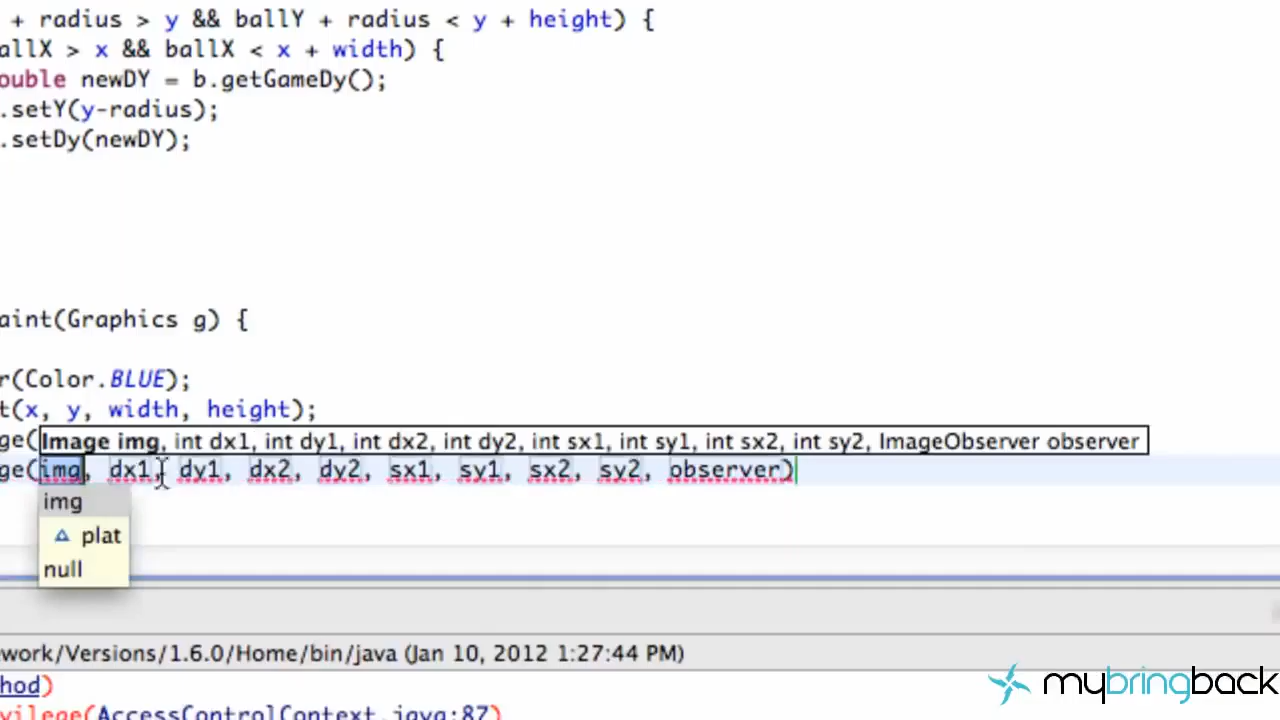 + radius > y && ballY + radius < y + height) {
allX > x && ballX < x + width) {
ouble newDY = b.getGameDy();
.setY(y-radius);
.setDy(newDY);
aint(Graphics g) {
r(Color.BLUE);
t(x, y, width, height);
ge(
Image img, int dx1, int dy1, int dx2, int dy2, int sx1, int sy1, int sx2, int sy2, ImageObserver observer
ge(img, dx1, dy1, dx2, dy2, sx1, sy1, sx2, sy2, observer)
img
plat
null
work/Versions/1.6.0/Home/bin/java (Jan 10, 2012 1:27:44 PM)
hod)
vilege(AccessControlContext.java:87)
mybringback